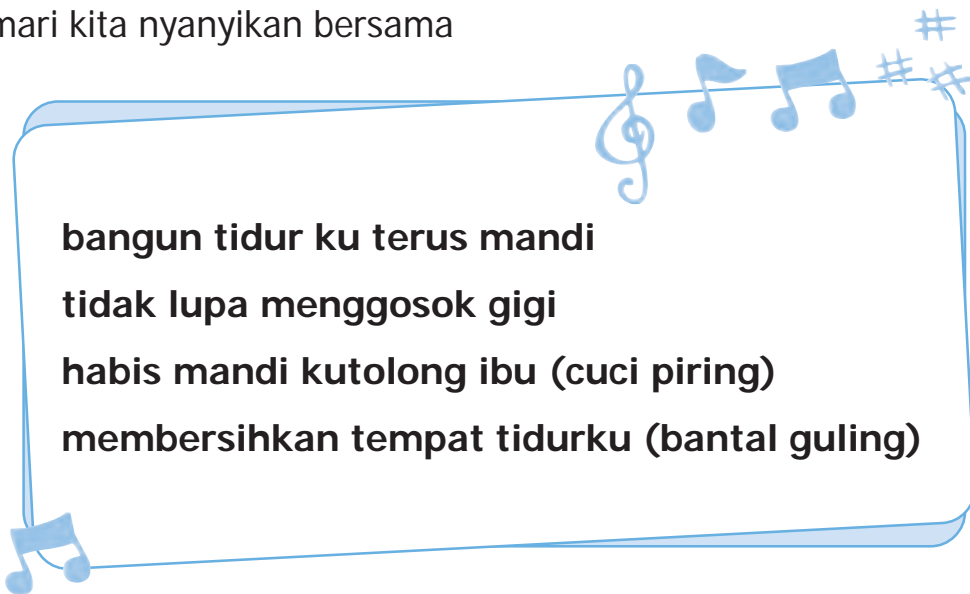 mari kita nyanyikan bersama
bangun tidur ku terus mandi
tidak lupa menggosok gigi
habis mandi kutolong ibu (cuci piring)
membersihkan tempat tidurku (bantal guling)